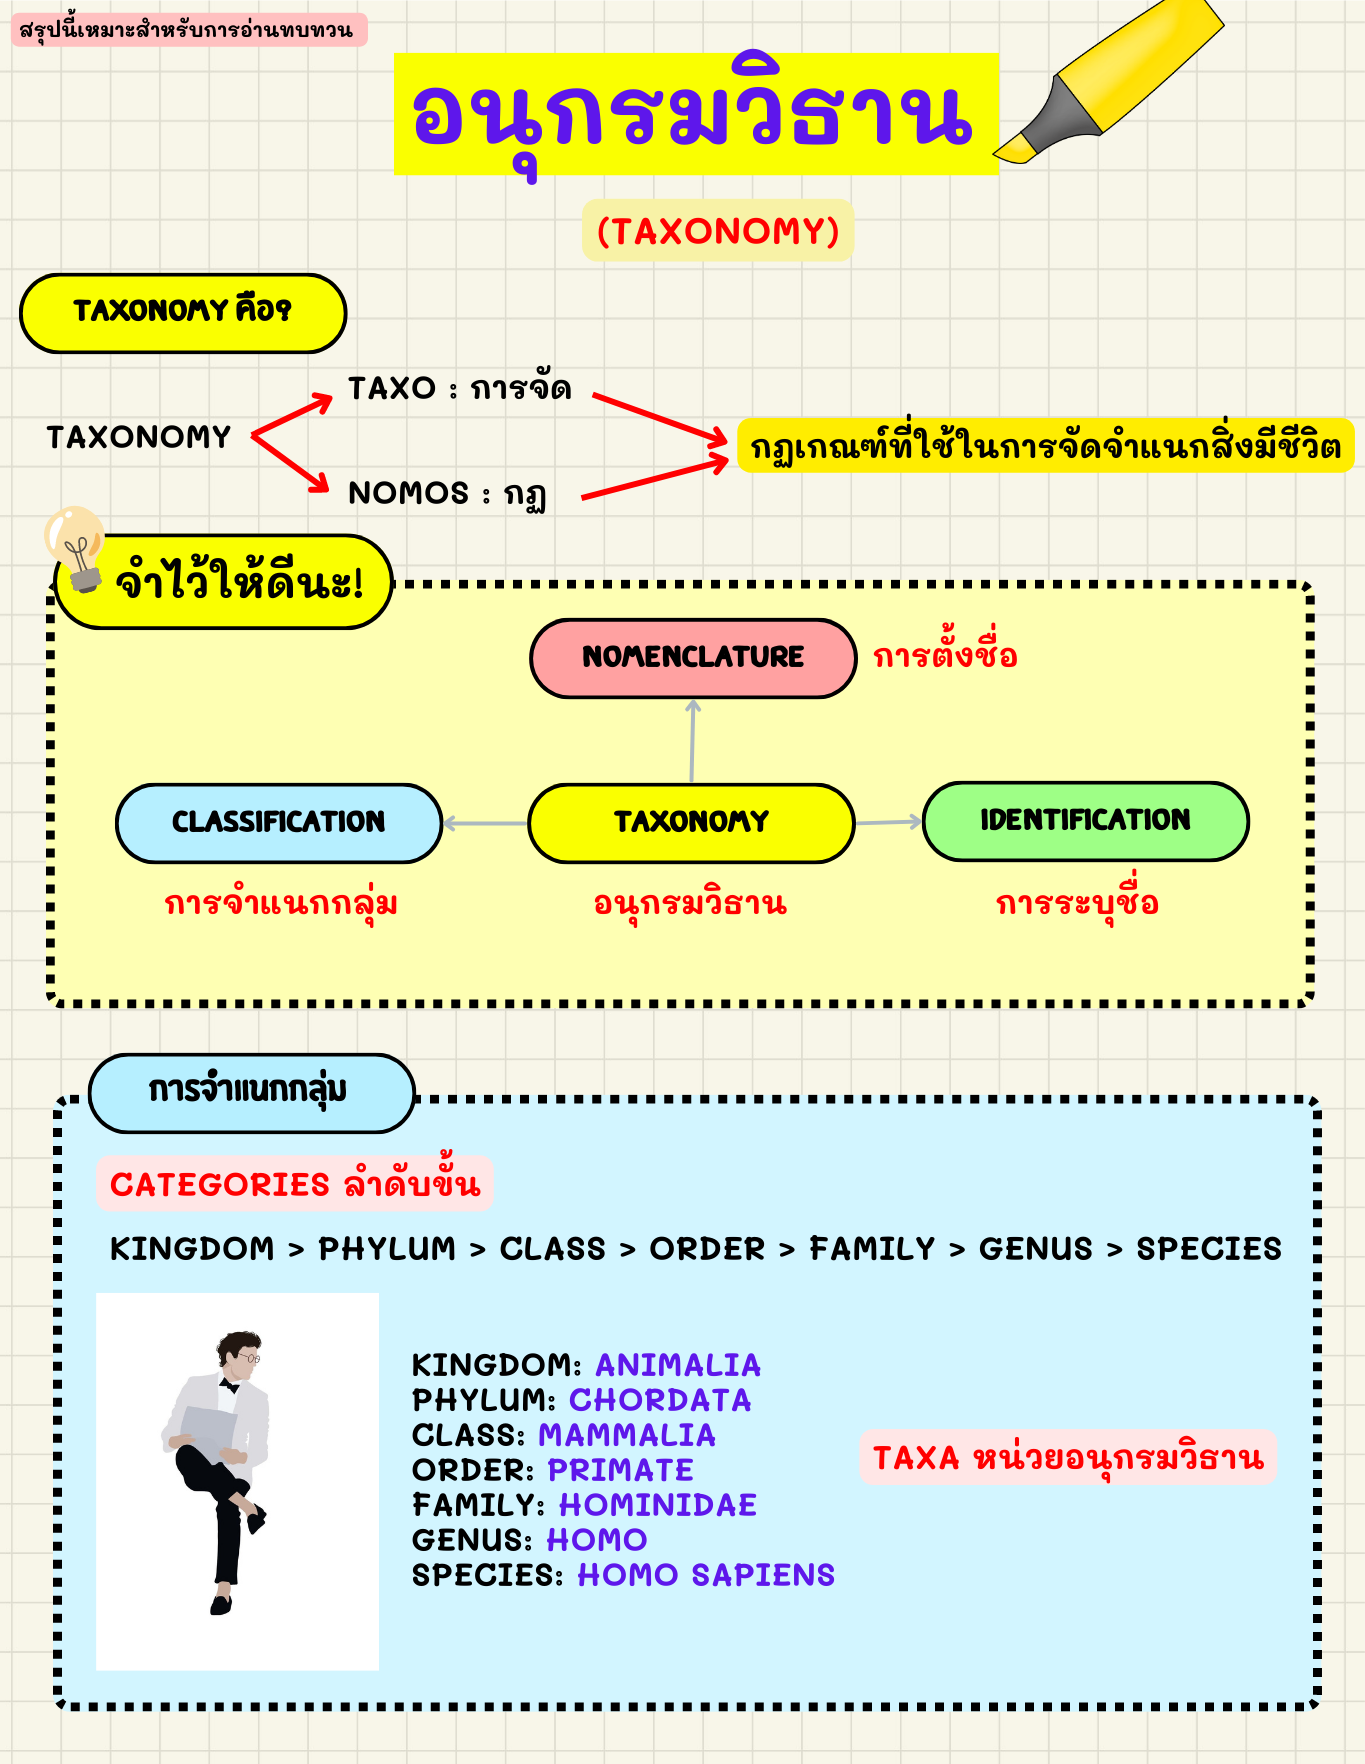 สรุปนี้เหมาะสำหรับการอ่านทบทวน
อนุกรมวิธาน
(TAXONOMY)
TAXONOMY คือ?
TAXO : การจัด
TAXONOMY
กฏเกณฑ์ที่ใช้ในการจัดจำแนกสิ่งมีชีวิต
NOMOS : กฏ
จำไว้ให้ดีนะ!
NOMENCLATURE การตั้งชื่อ
CLASSIFICATION TAXONOMY IDENTIFICATION
การจำแนกกลุ่ม อนุกรมวิธาน การระบุชื่อ
การจำแนกกลุ่ม
CATEGORIES ลำดับขั้น
KINGDOM > PHYLUM > CLASS > ORDER > FAMILY > GENUS > SPECIES
KINGDOM: ANIMALIA
PHYLUM: CHORDATA
CLASS: MAMMALIA
ORDER: PRIMATE
FAMILY: HOMINIDAE
GENUS: HOMO
SPECIES: HOMO SAPIENS
TAXA หน่วยอนุกรมวิธาน